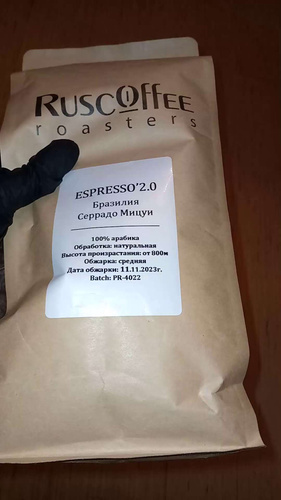 RUSCOFFEE
roasters
ESPRESSO'2.0
Бразилия
Серрадо Мицуи
100% арабика
Обработка: натуральная
Высота произрастания: от 800м
Обжарка: средняя
Дата обжарки: 11.11.2023г.
Batch: PR-4022